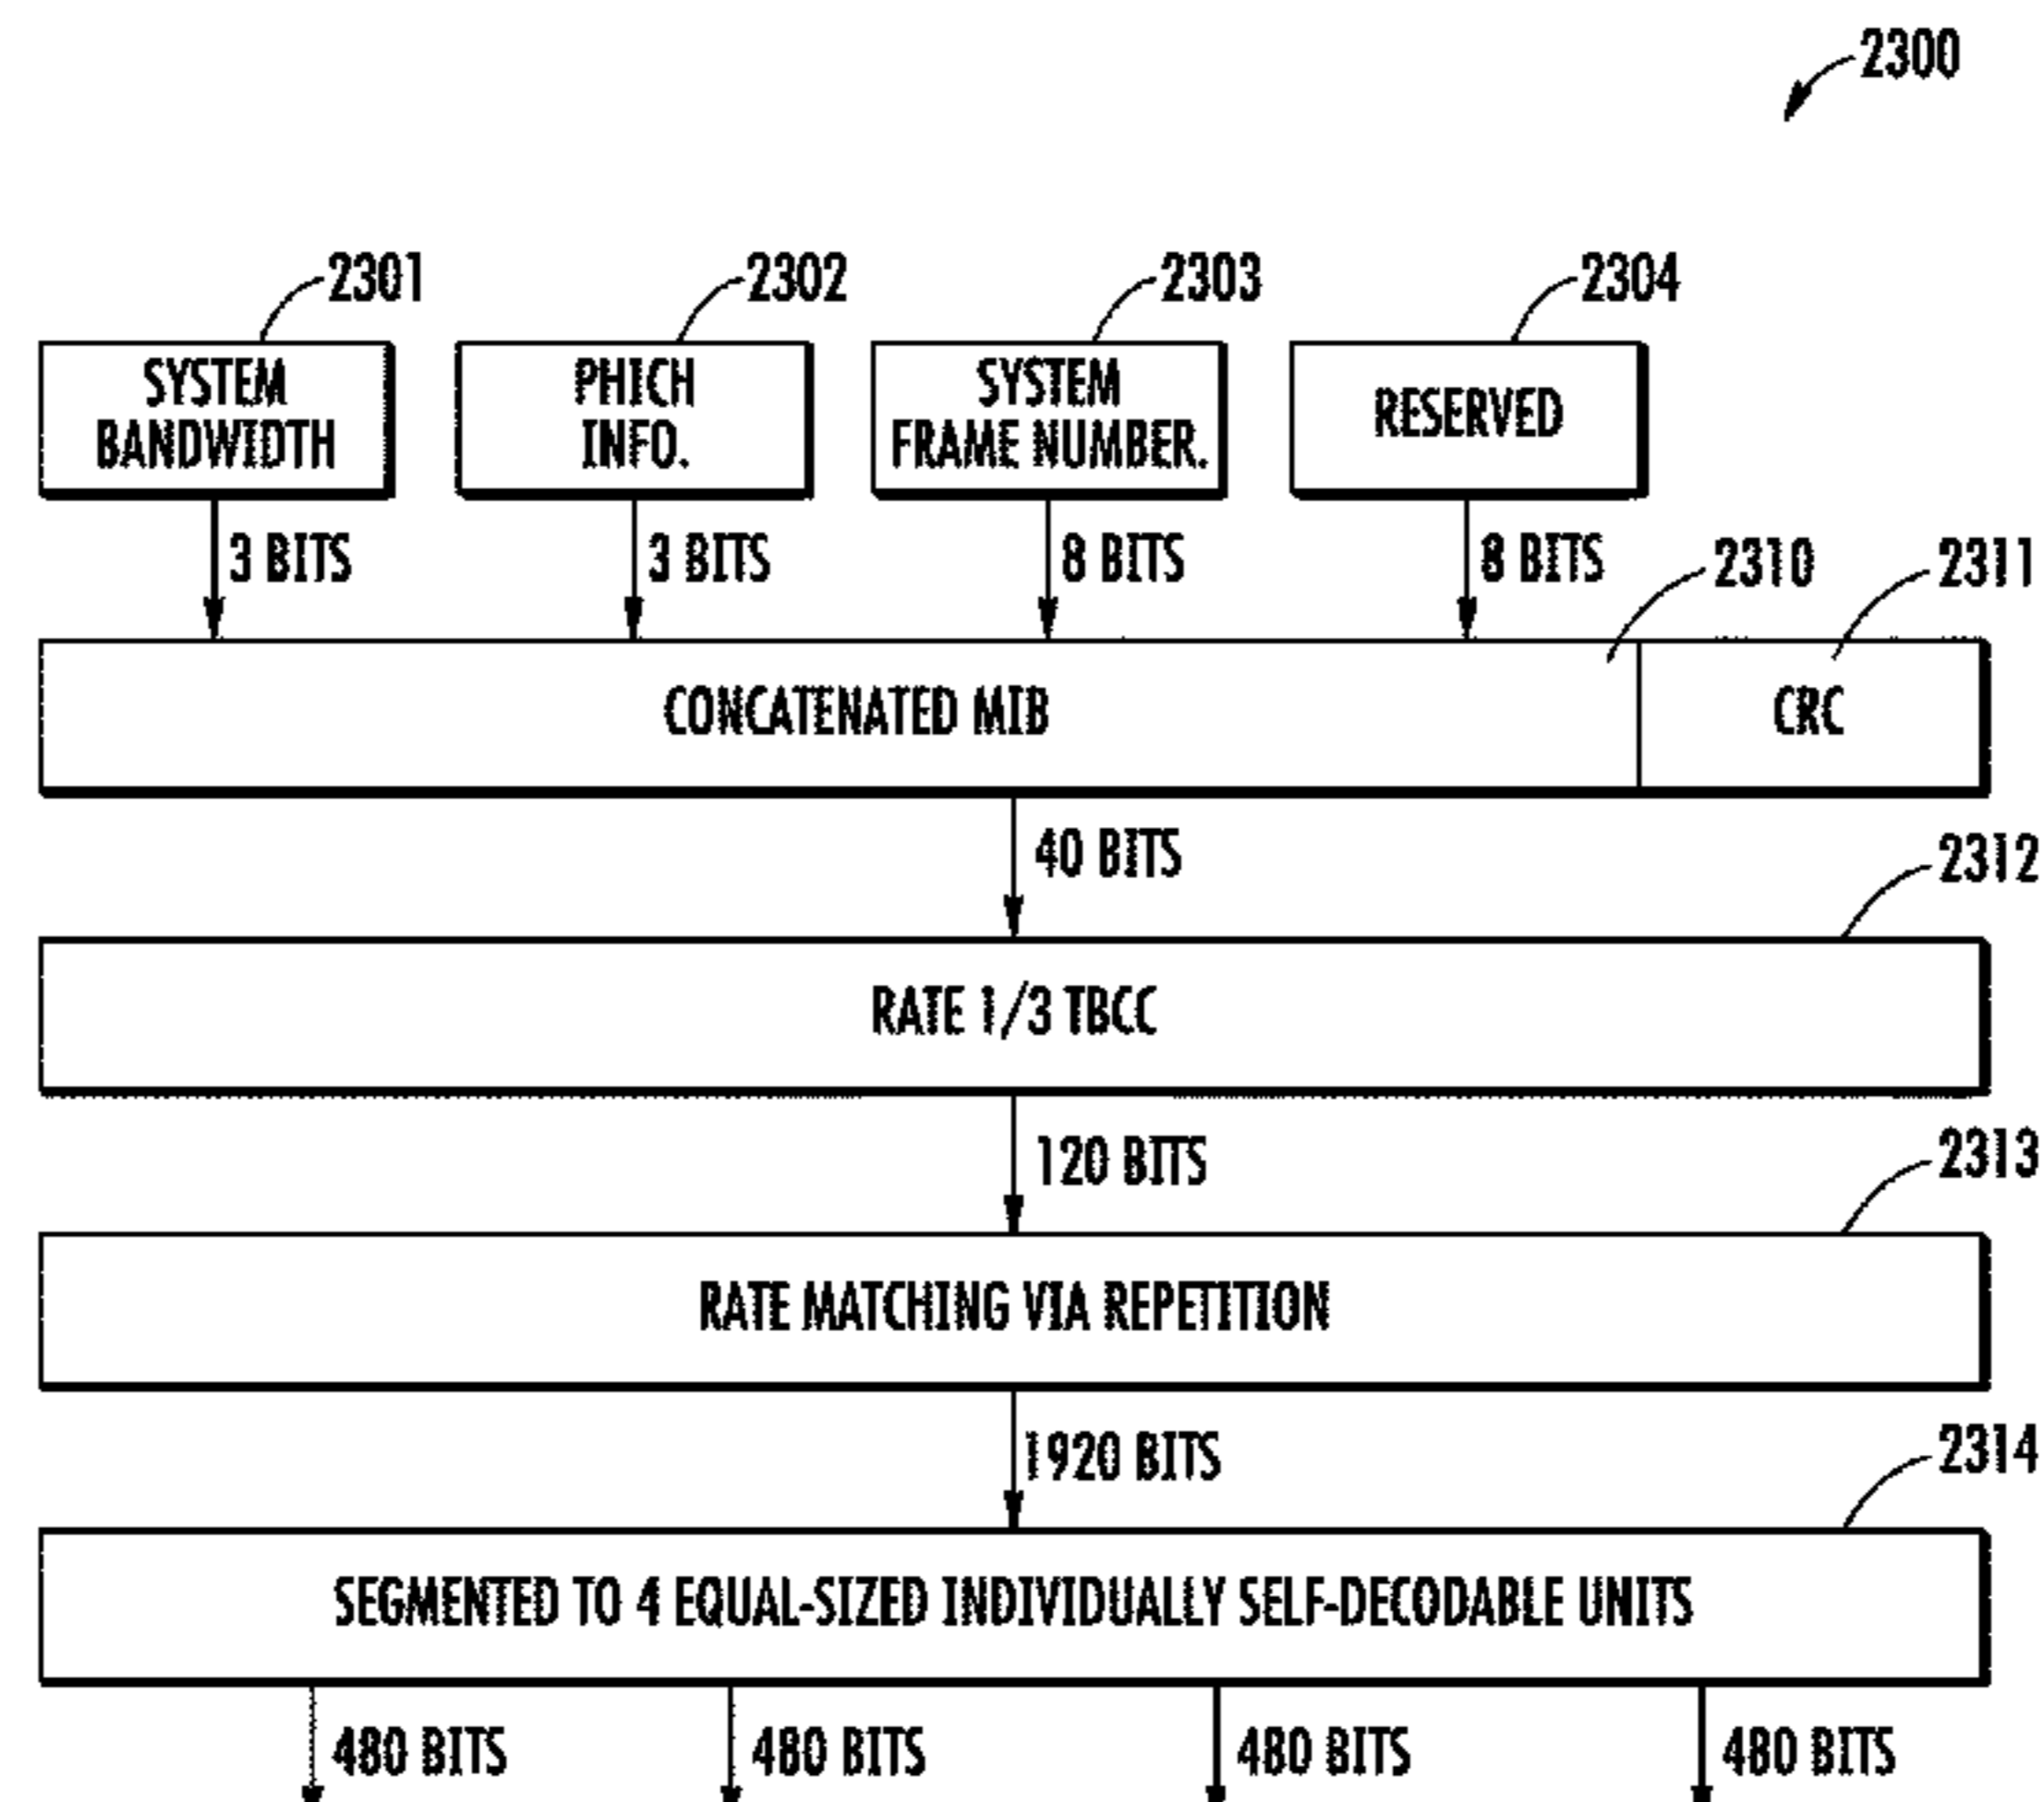 2300
2301
2302
2303
2304
SYSTEM
BANDWIDTH
PHICH
INFO.
SYSTEM
FRAME NUMBER.
RESERVED
3 BITS
3 BITS
8 BITS
8 BITS
2310
2311
CONCATENATED MIB
CRC
40 BITS
2312
RATE 1/3 TBCC
120 BITS
2313
RATE MATCHING VIA REPETITION
1920 BITS
2314
SEGMENTED TO 4 EQUAL-SIZED INDIVIDUALLY SELF-DECODABLE UNITS
480 BITS
480 BITS
480 BITS
480 BITS